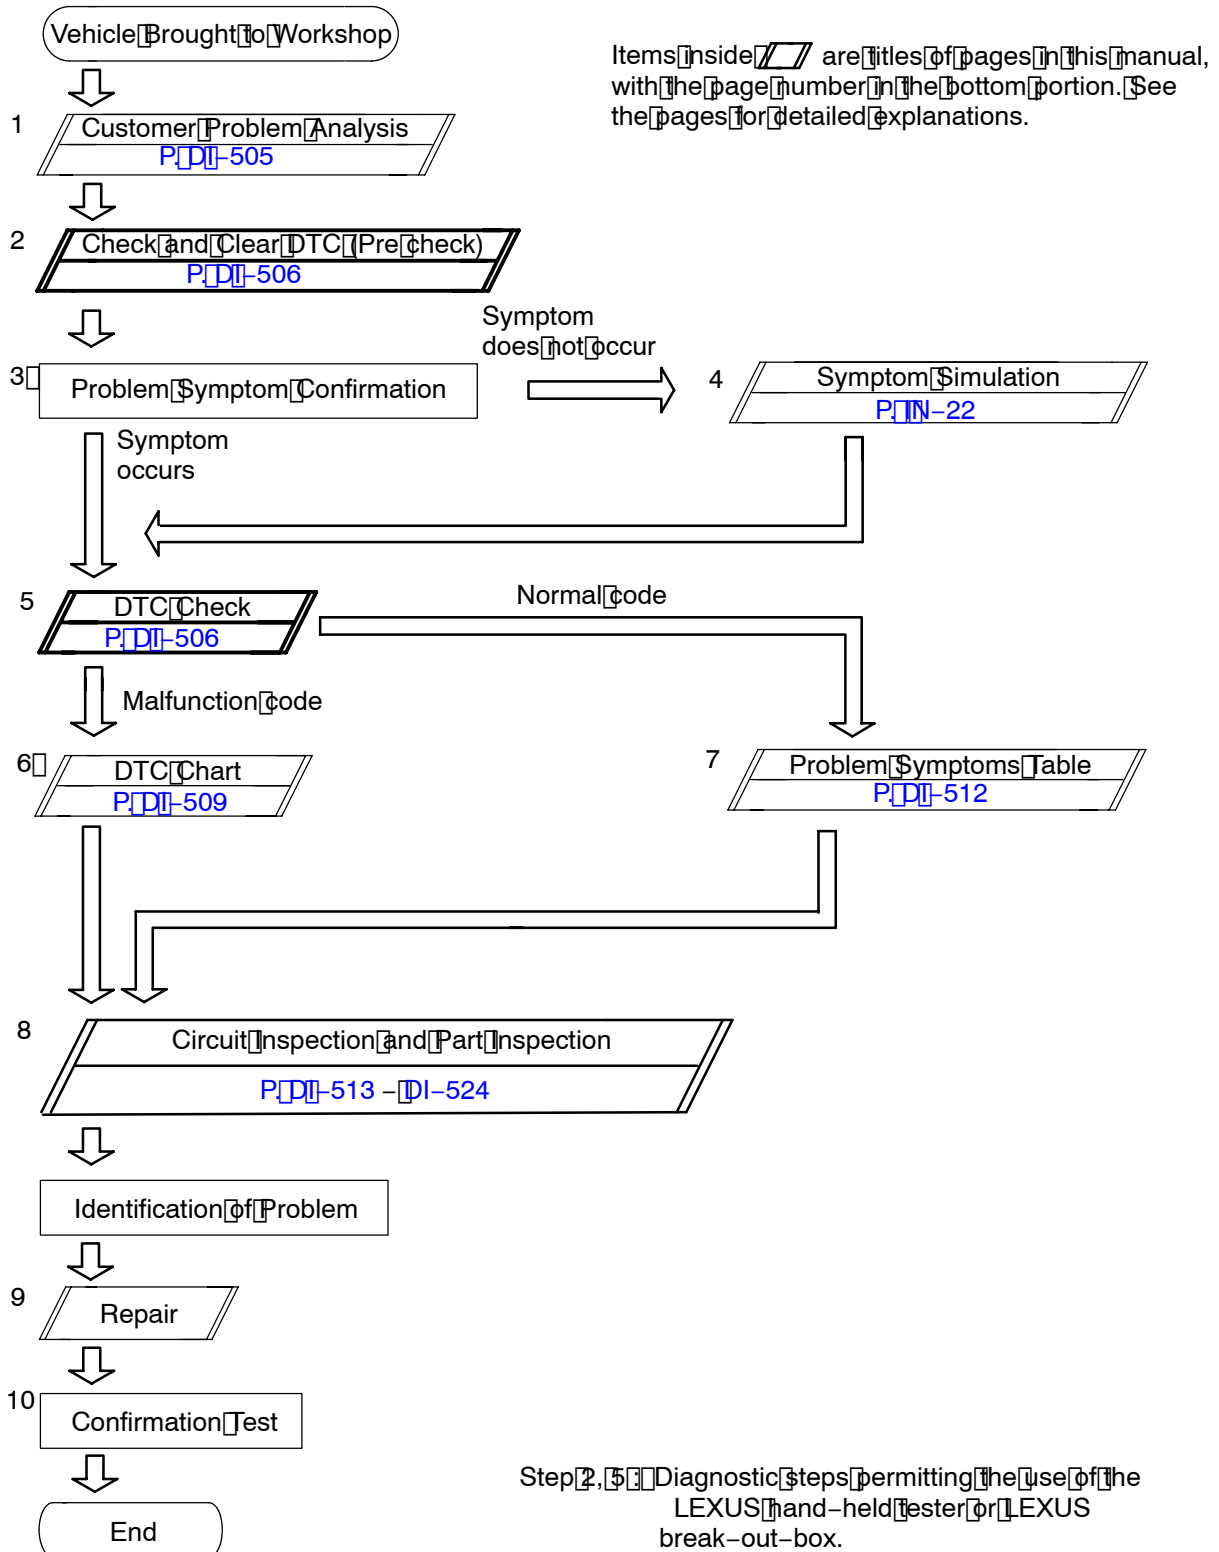 Vehicle Brought to Workshop
Items inside are titles of pages in this manual,
with the page number in the bottom portion. See
the pages for detailed explanations.
1
Customer Problem Analysis
P. DI–505
2
Check and Clear DTC (Pre check)
P. DI–506
Symptom
does not occur
3
Problem Symptom Confirmation
4
Symptom Simulation
P. IN–22
Symptom
occurs
5
DTC Check
P. DI–506
Normal code
Malfunction code
6
DTC Chart
P. DI–509
7
Problem Symptoms Table
P. DI–512
8
Circuit Inspection and Part Inspection
P. DI–513 – DI–524
Identification of Problem
9
Repair
10
Confirmation Test
End
Step 2, 5 : Diagnostic steps permitting the use of the
LEXUS hand–held tester or LEXUS
break–out–box.